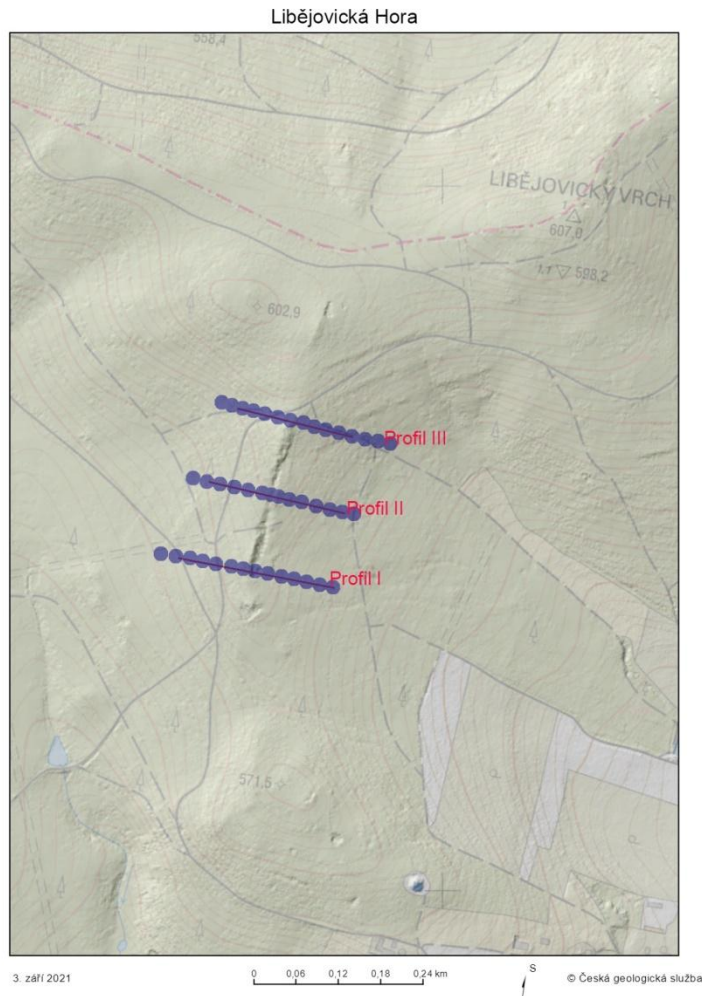 Libějovická Hora
558,4
LIBĚJOVICKÝ VRCH
607,0
1.1 598,2
602,9
Profil III
Profil II
Profil I
571,5
3. září 2021
0 0,06 0,12 0,18 0,24 km
S
© Česká geologická služba